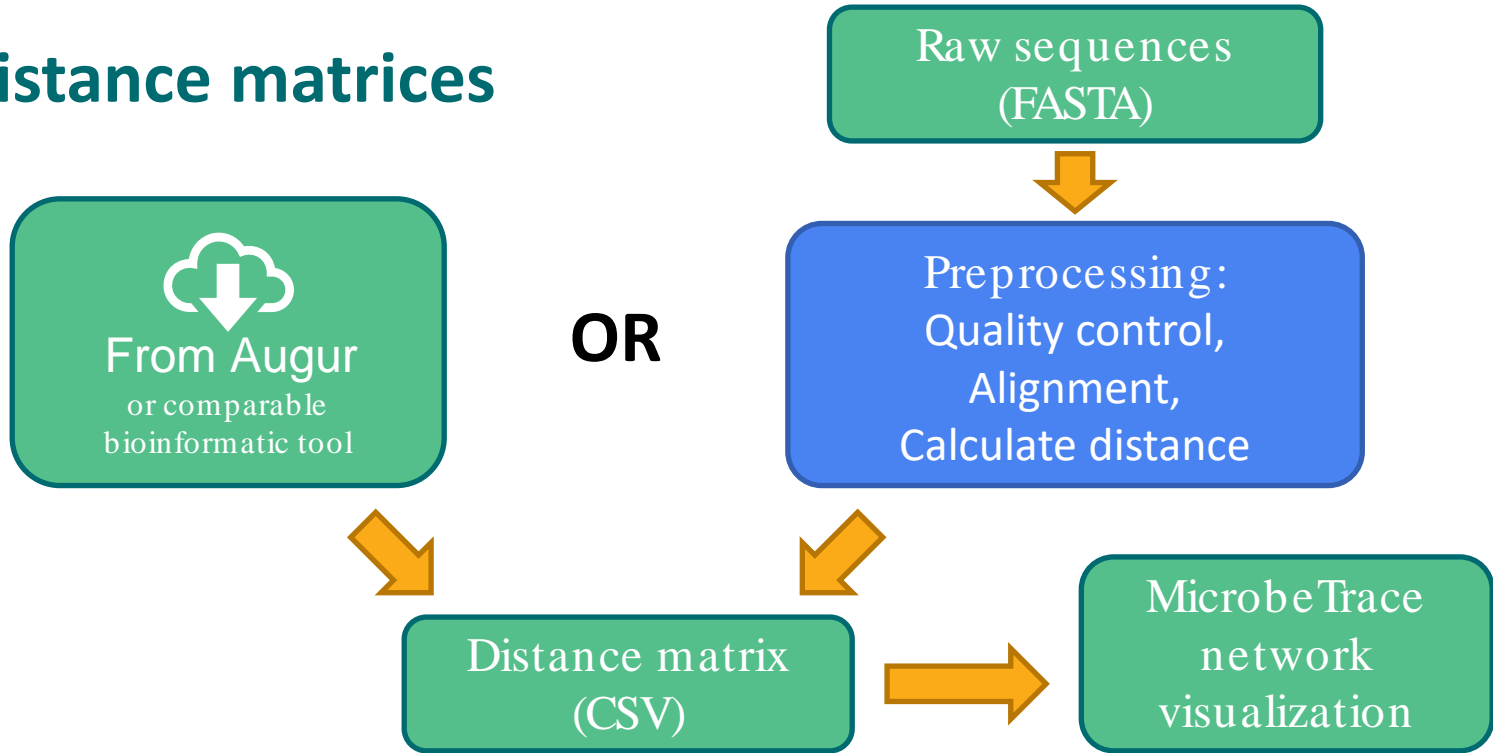 istance matrices
Raw sequences
(FASTA)
From Augur
or comparable
bioinformatic tool
OR
Preprocessing:
Quality control,
Alignment,
Calculate distance
Distance matrix
(CSV)
MicrobeTrace
network
visualization